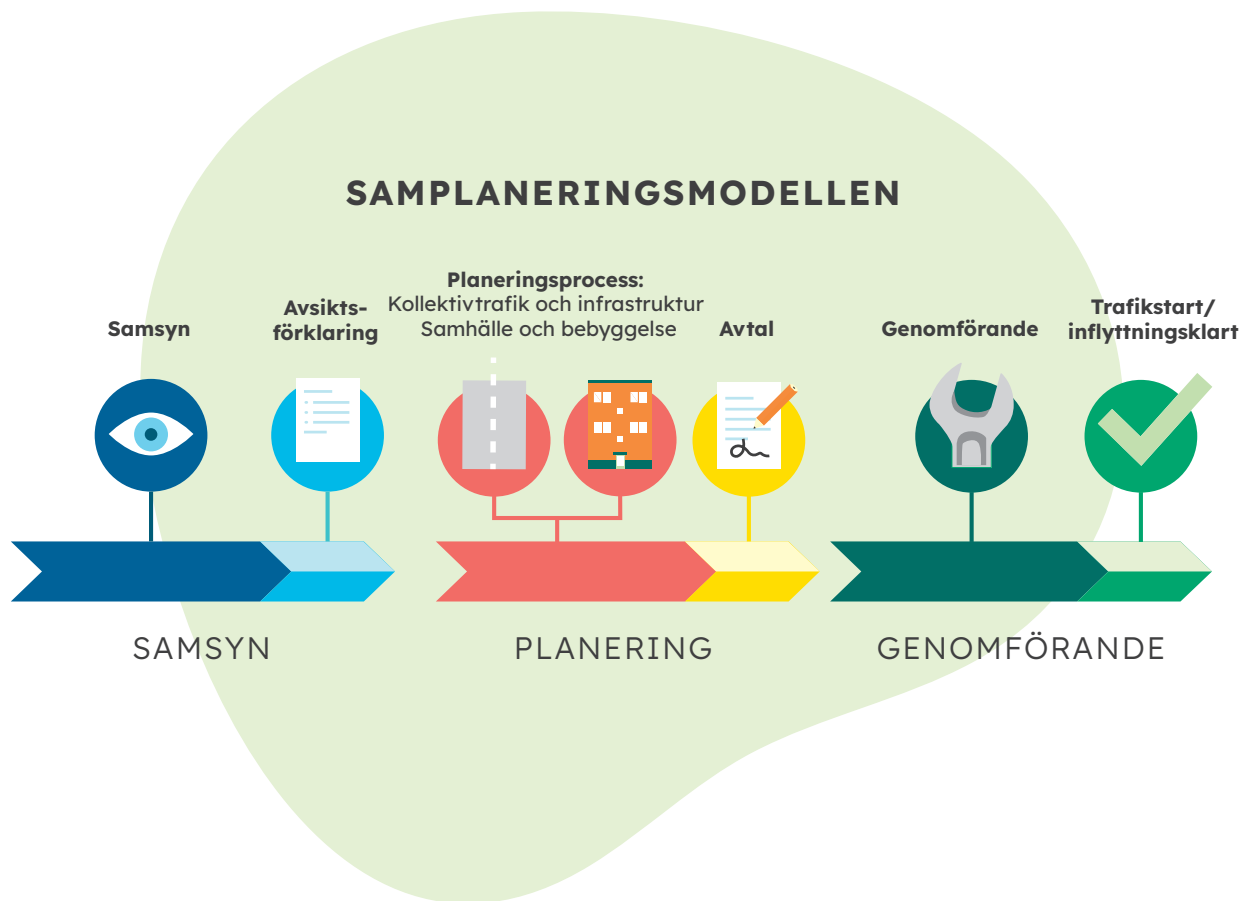 SAMPLANERINGSMODELLEN
Samsyn
Avsikts-
förklaring
Planeringsprocess:
Kollektivtrafik och infrastruktur
Samhälle och bebyggelse
Avtal
Genomförande
Trafikstart/
inflyttningsklart
SAMSYN
PLANERING
GENOMFÖRANDE